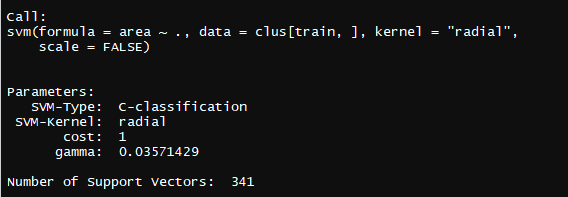 Call:
svm(formula = area ~ ., data = clus[train, ], kernel = "radial",
    scale = FALSE)
Parameters:
   SVM-Type:  C-classification
 SVM-Kernel:  radial
       cost:  1
      gamma:  0.03571429
Number of Support Vectors:  341